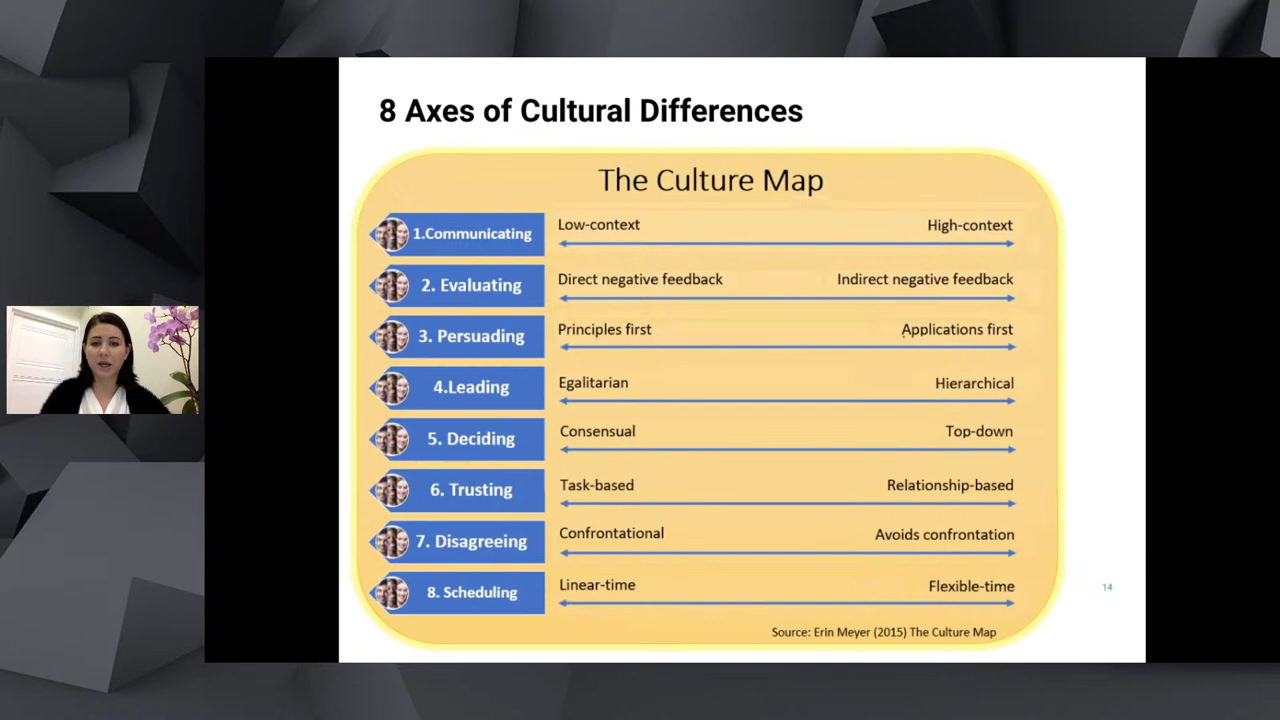 8 Axes of Cultural Differences
The Culture Map
1.Communicating
Low-context
High-context
2. Evaluating
Direct negative feedback
Indirect negative feedback
3. Persuading
Principles first
Applications first
4.Leading
Egalitarian
Hierarchical
5. Deciding
Consensual
Top-down
6. Trusting
Task-based
Relationship-based
7. Disagreeing
Confrontational
Avoids confrontation
8. Scheduling
Linear-time
Flexible-time
14
Source: Erin Meyer (2015) The Culture Map